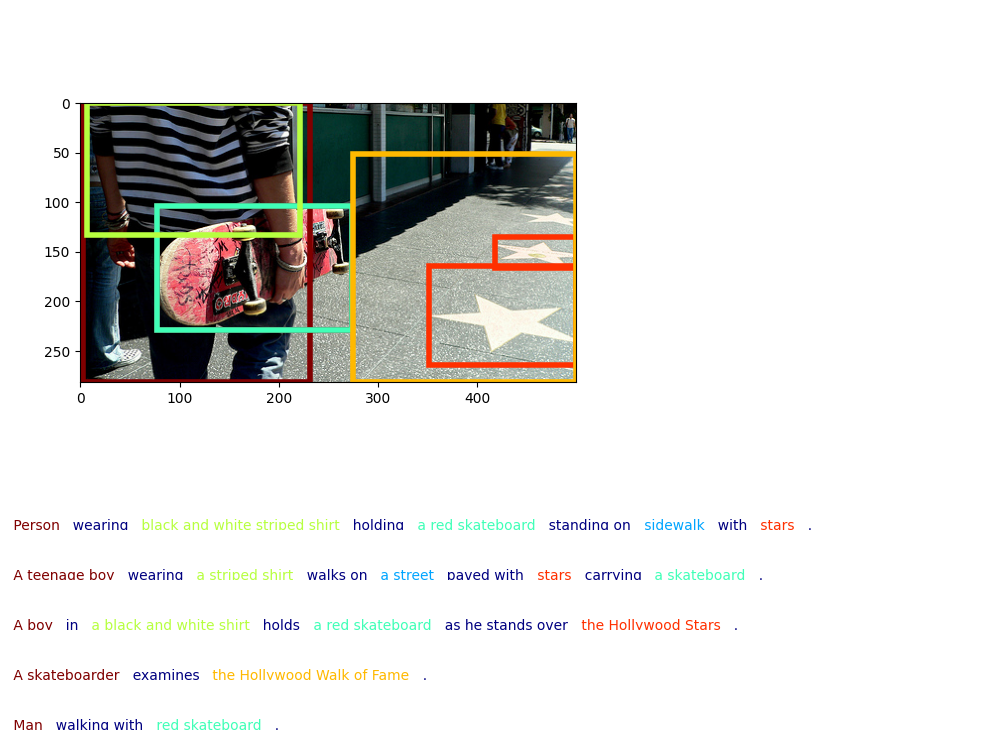 0
50
100
150
200
250
0 100 200 300 400
Person wearing black and white striped shirt holding a red skateboard standing on sidewalk with stars .
A teenage boy wearing a striped shirt walks on a street paved with stars carrying a skateboard .
A boy in a black and white shirt holds a red skateboard as he stands over the Hollywood Stars .
A skateboarder examines the Hollywood Walk of Fame .
Man walking with red skateboard .